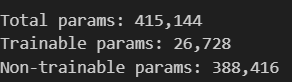 Total params: 415,144
Trainable params: 26,728
Non-trainable params: 388,416